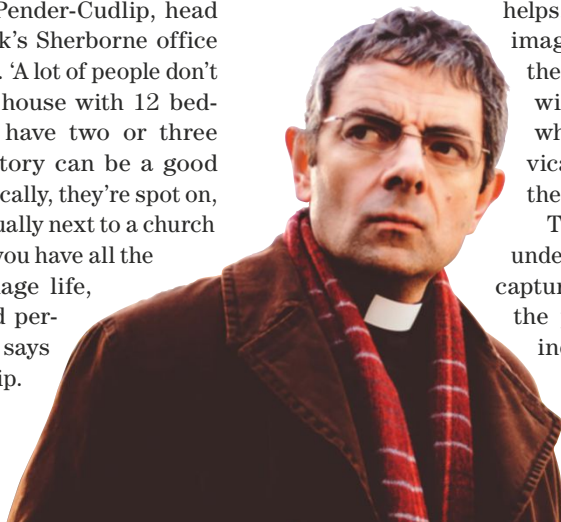 Pender-Cudlip, head
k's Sherborne office
. ‘A lot of people don’t
house with 12 bed-
have two or three
tory can be a good
cally, they’re spot on,
ually next to a church
you have all the
age life,
d per-
says
ip.
helps
imag
the
wi
wh
vica
the
T
unde
captur
the
inc